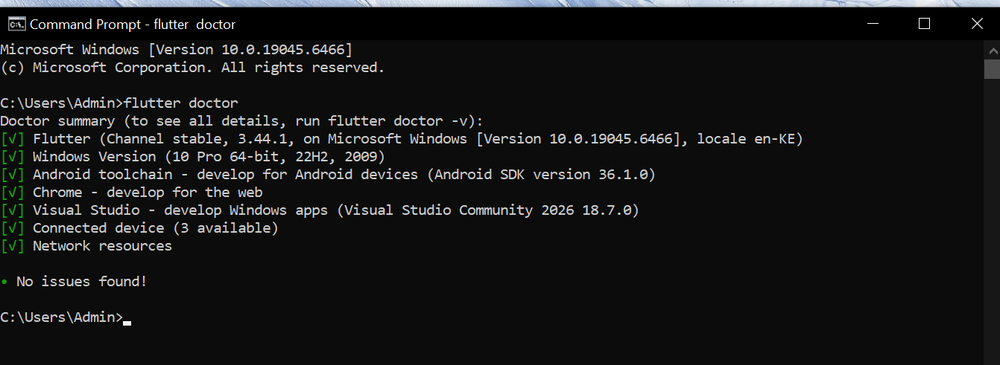 Command Prompt - flutter  doctor
Microsoft Windows [Version 10.0.19045.6466]
(c) Microsoft Corporation. All rights reserved.
C:\Users\Admin>flutter doctor
Doctor summary (to see all details, run flutter doctor -v):
[√] Flutter (Channel stable, 3.44.1, on Microsoft Windows [Version 10.0.19045.6466], locale en-KE)
[√] Windows Version (10 Pro 64-bit, 22H2, 2009)
[√] Android toolchain - develop for Android devices (Android SDK version 36.1.0)
[√] Chrome - develop for the web
[√] Visual Studio - develop Windows apps (Visual Studio Community 2026 18.7.0)
[√] Connected device (3 available)
[√] Network resources
• No issues found!
C:\Users\Admin>